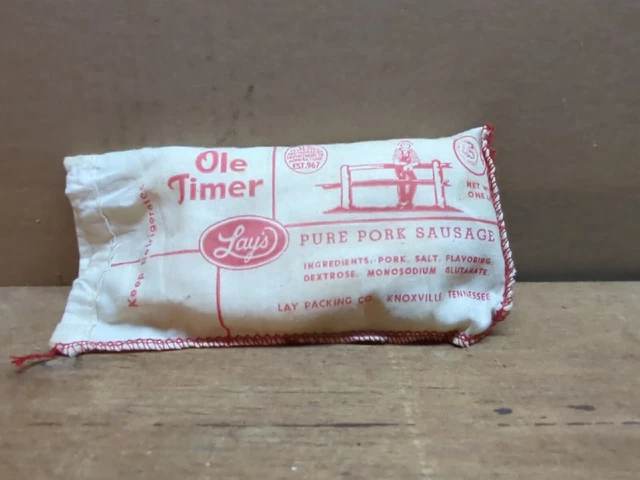 Ole
Timer
EST. 967
5
NET
ONE
Keep Refrigerated
Lay's
PURE PORK SAUSAGE
INGREDIENTS. PORK, SALT, FLAVORING,
DEXTROSE, MONOSODIUM GLUTAMATE.
LAY PACKING CO. KNOXVILLE TENNESSEE